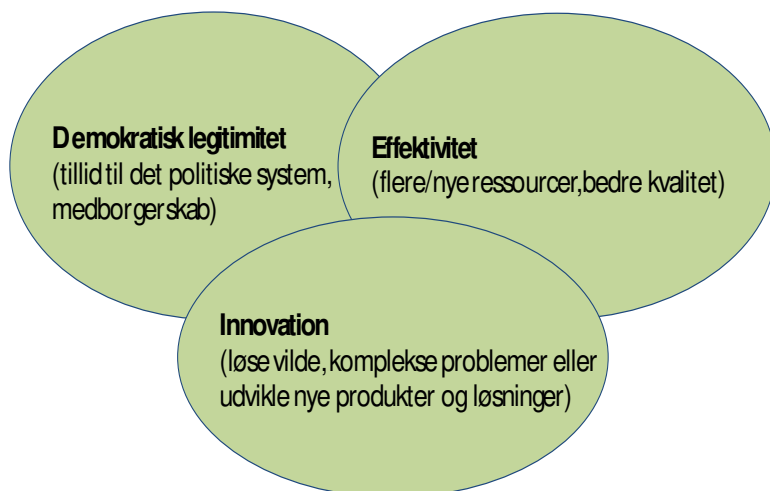 Demokratisk legitimitet
(tillid til det politiske system,
medborgerskab)
Effektivitet
(flere/nye ressourcer, bedre kvalitet)
Innovation
(løse vilde, komplekse problemer eller
udvikle nye produkter og løsninger)